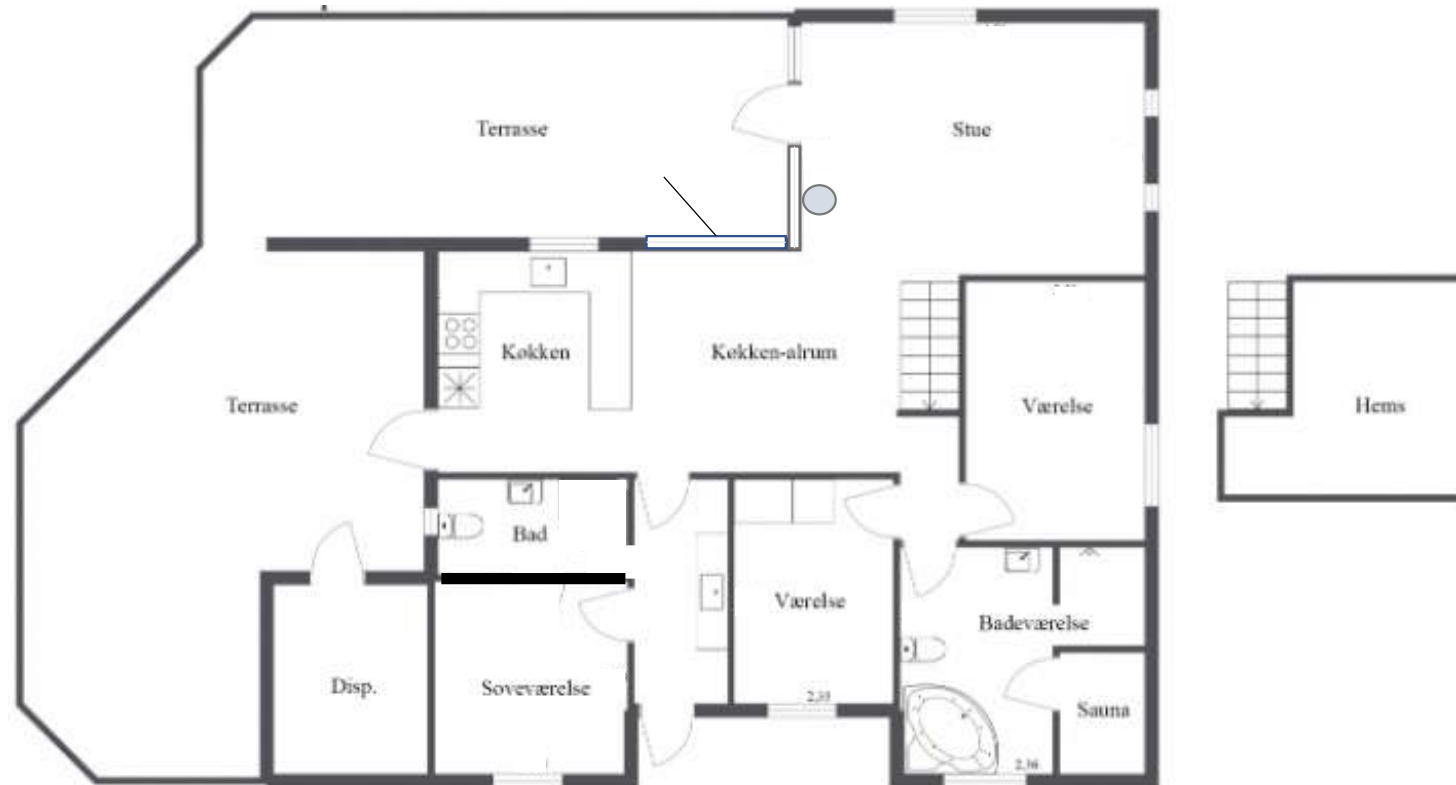 Terrasse
Stue
Køkken
Køkken-alrum
Terrasse
Værelse
Hems
Bad
Værelse
Badeværelse
Disp.
Soveværelse
2,35
Sauna
2,36